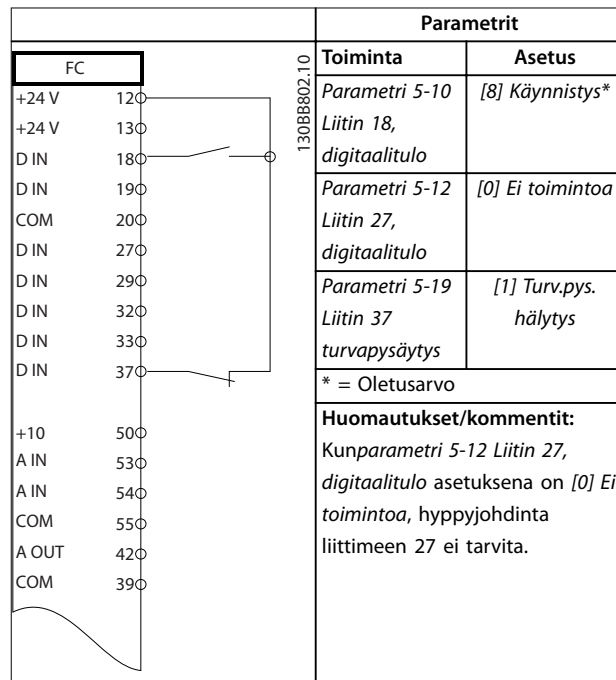 FC
+24 V 12
+24 V 13
D IN 18
D IN 19
COM 20
D IN 27
D IN 29
D IN 32
D IN 33
D IN 37
+10 50
A IN 53
A IN 54
COM 55
A OUT 42
COM 39
130BB802.10
Parametrit
Toiminta Asetus
Parametri 5-10 [8] Käynnistys*
Liitin 18,
digitaalitulo
Parametri 5-12 [0] Ei toimintoa
Liitin 27,
digitaalitulo
Parametri 5-19 [1] Turv.pys.
Liitin 37 hälytys
turvapysäytys
* = Oletusarvo
Huomautukset/kommentit:
Kunparametri 5-12 Liitin 27,
digitaalitulo asetuksena on [0] Ei
toimintoa, hyppyjohdinta
liittimeen 27 ei tarvita.